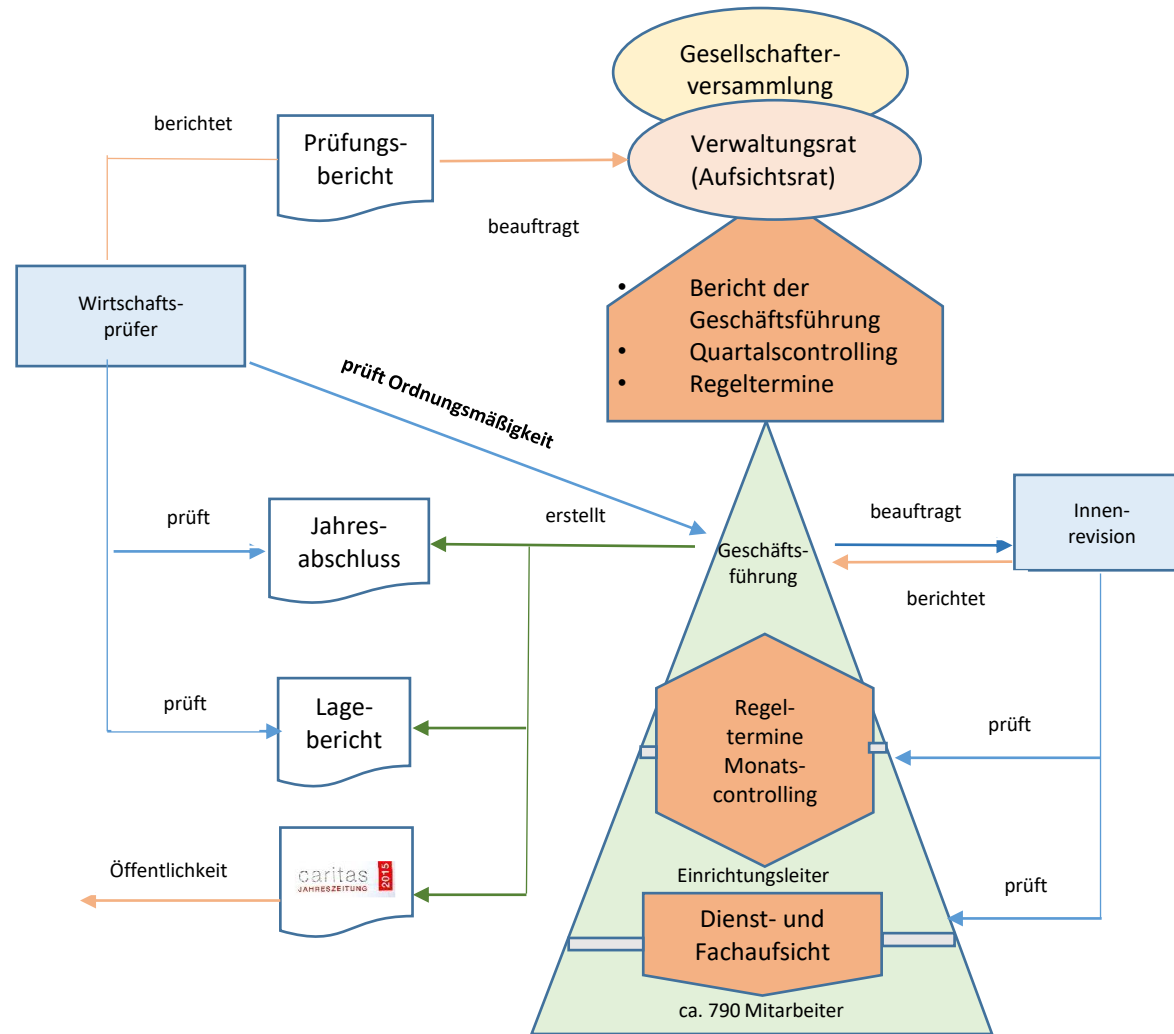 Gesellschafter-
versammlung
berichtet
Prüfungs-
bericht
Verwaltungsrat
(Aufsichtsrat)
beauftragt
Wirtschafts-
prüfer
• Bericht der
Geschäftsführung
• Quartalscontrolling
• Regeltermine
prüft Ordnungsmäßigkeit
prüft
Jahres-
abschluss
erstellt
Geschäfts-
führung
beauftragt
Innen-
revision
berichtet
prüft
Lage-
bericht
Regel-
termine
Monats-
controlling
prüft
Öffentlichkeit
caritas
JAHRESZEITUNG
2015
Einrichtungsleiter
prüft
Dienst- und
Fachaufsicht
ca. 790 Mitarbeiter